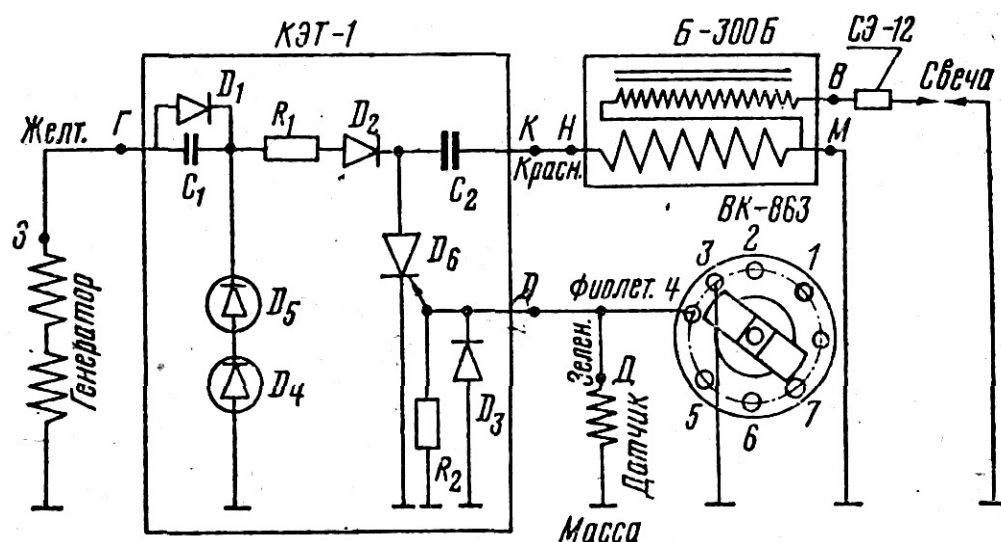 КЭТ-1
Б-300Б
СЭ-12
Свеча
Желт.
Г
D1
C1
R1
D2
C2
К
Н
Красн.
В
М
ВК-863
З
Генератор
D6
D5
D4
D3
R2
Д
Фиолет. 4
3
2
1
7
6
5
Зелен.
Д
Датчик
Масса